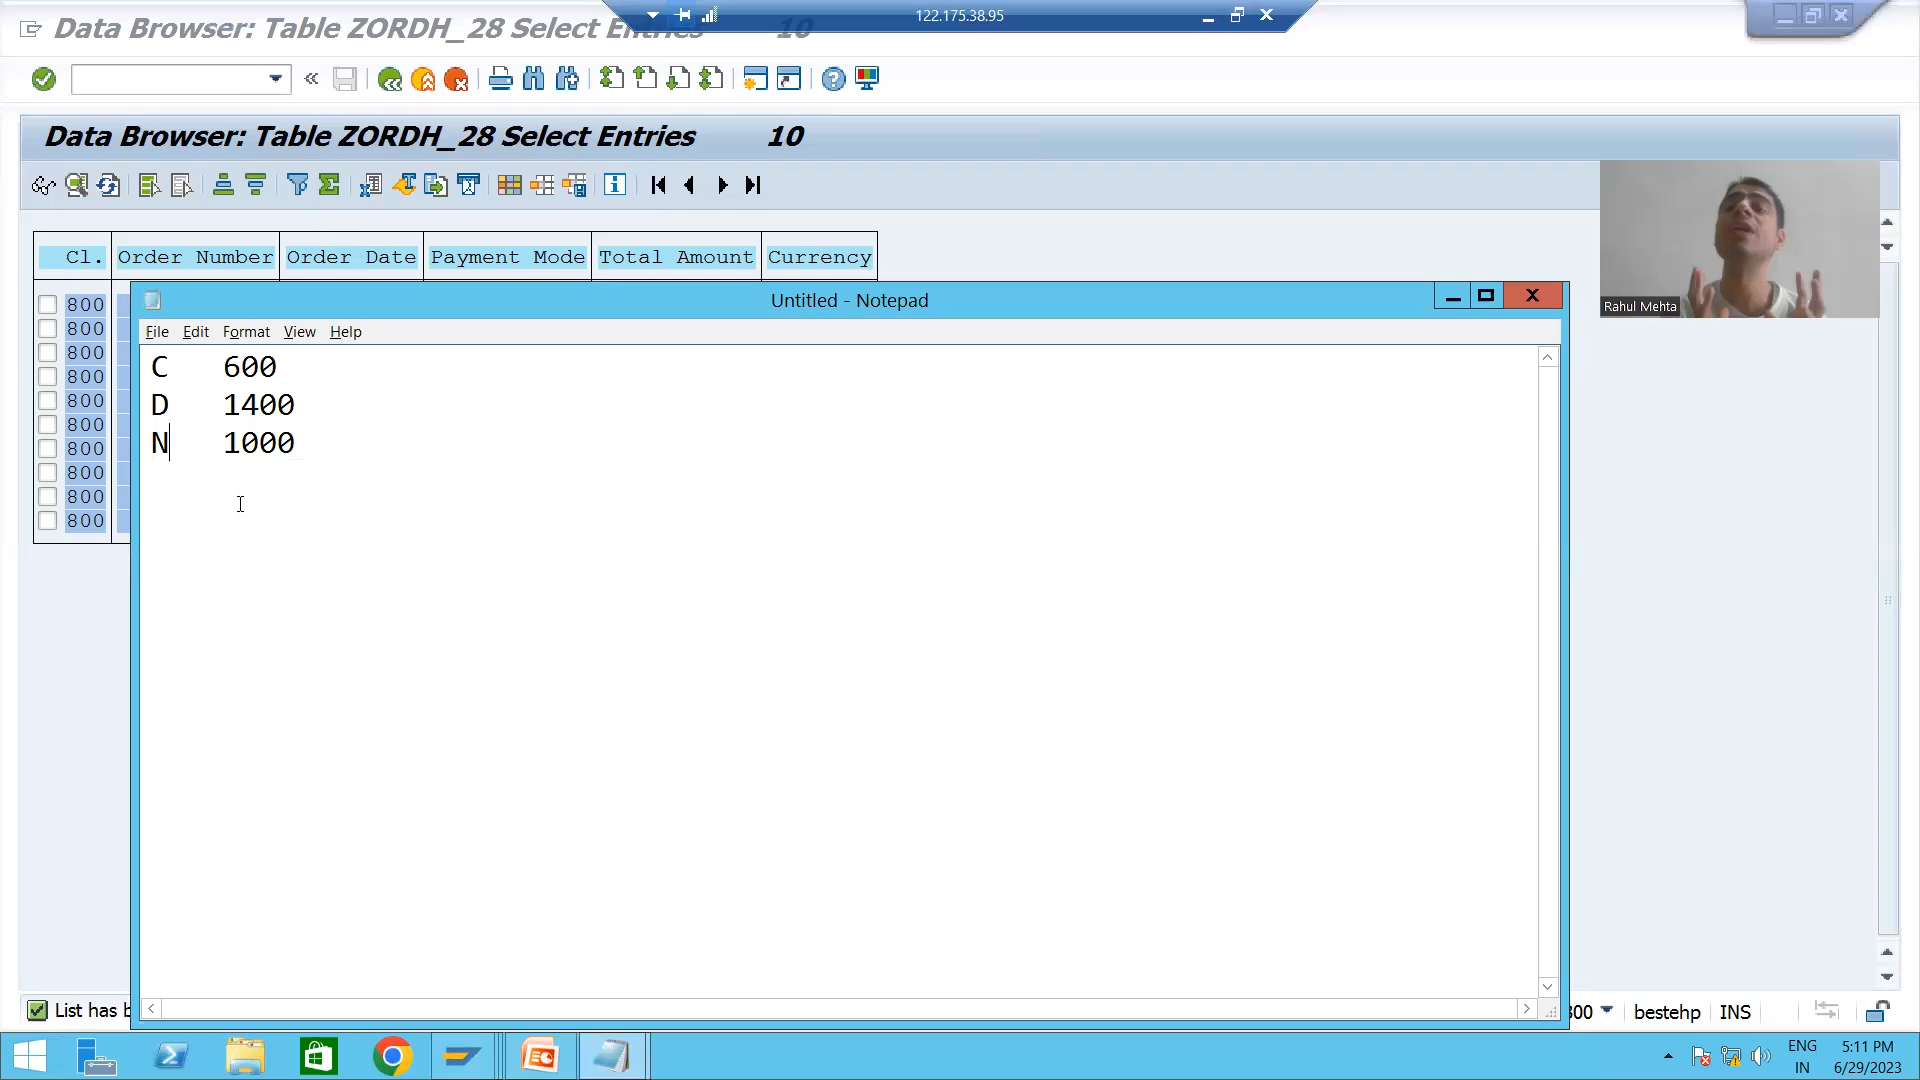 Data Browser: Table ZORDH_28 Select Entries 10
122.175.38.95
Data Browser: Table ZORDH_28 Select Entries 10
Cl. Order Number Order Date Payment Mode Total Amount Currency
Rahul Mehta
800
800
800
800
800
800
800
800
800
800
Untitled - Notepad
File Edit Format View Help
C 600
D 1400
N 1000
List has
bestehp INS
ENG 5:11 PM
IN 6/29/2023